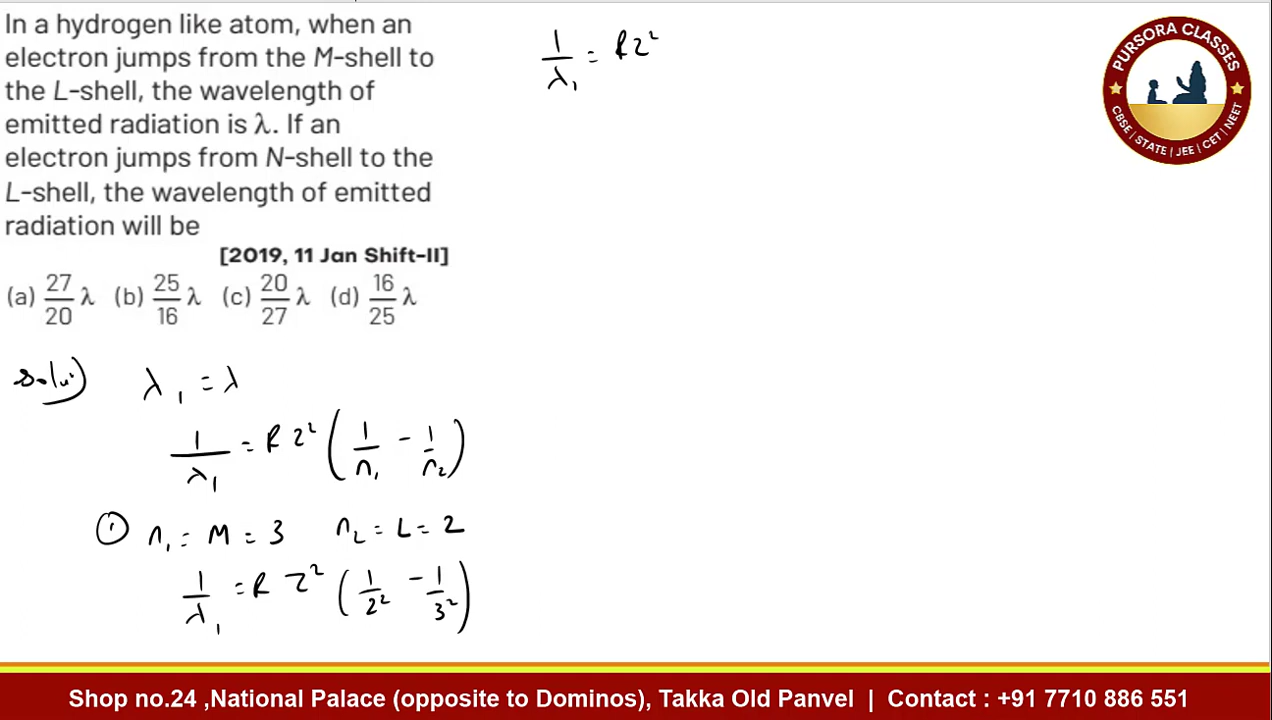 In a hydrogen like atom, when an
electron jumps from the M-shell to
the L-shell, the wavelength of
emitted radiation is λ. If an
electron jumps from N-shell to the
L-shell, the wavelength of emitted
radiation will be
[2019, 11 Jan Shift-II]
(a) 27/20 λ (b) 25/16 λ (c) 20/27 λ (d) 16/25 λ
Solu:)
λ₁ = λ
1/λ₁ = RZ² (1/n₁ - 1/n₂)
① n₁ = M = 3 n₂ = L = 2
1/λ₁ = RZ² (1/2² - 1/3²)
1/λ₁ = RZ²
PURSORA CLASSES
CBSE | STATE | JEE | CET | NEET
Shop no.24 ,National Palace (opposite to Dominos), Takka Old Panvel | Contact : +91 7710 886 551